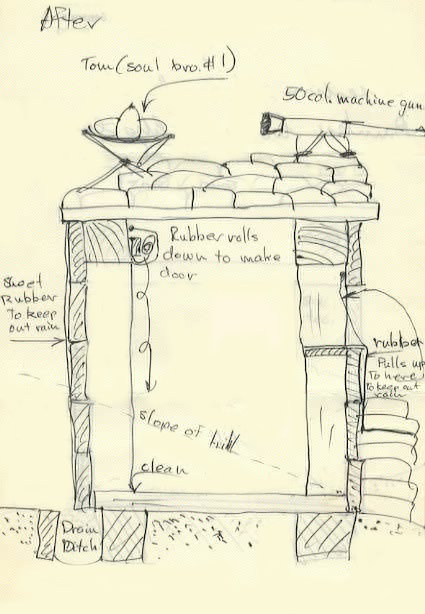 After
Tom (soul bro. #1)
50 cal. machine gun
Rubber rolls
down to make
door
Sheet
Rubber
To keep
out rain
rubber
Pulls up
To here
To keep out
rain
slope of hill
clean
Drain
Ditch